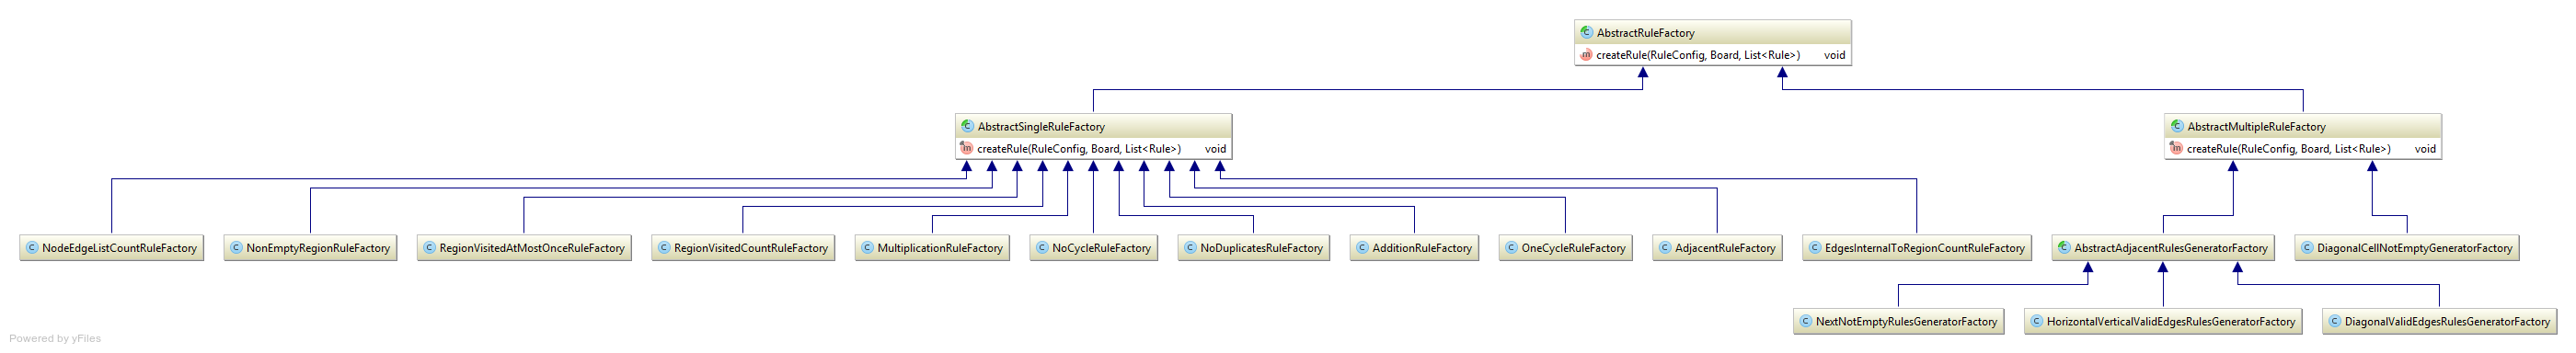 AbstractRuleFactory
createRule(RuleConfig, Board, List<Rule>) void
AbstractSingleRuleFactory
createRule(RuleConfig, Board, List<Rule>) void
AbstractMultipleRuleFactory
createRule(RuleConfig, Board, List<Rule>) void
NodeEdgeListCountRuleFactory
NonEmptyRegionRuleFactory
RegionVisitedAtMostOnceRuleFactory
RegionVisitedCountRuleFactory
MultiplicationRuleFactory
NoCycleRuleFactory
NoDuplicatesRuleFactory
AdditionRuleFactory
OneCycleRuleFactory
AdjacentRuleFactory
EdgesInternalToRegionCountRuleFactory
AbstractAdjacentRulesGeneratorFactory
DiagonalCellNotEmptyGeneratorFactory
NextNotEmptyRulesGeneratorFactory
HorizontalVerticalValidEdgesRulesGeneratorFactory
DiagonalValidEdgesRulesGeneratorFactory
Powered by yFiles